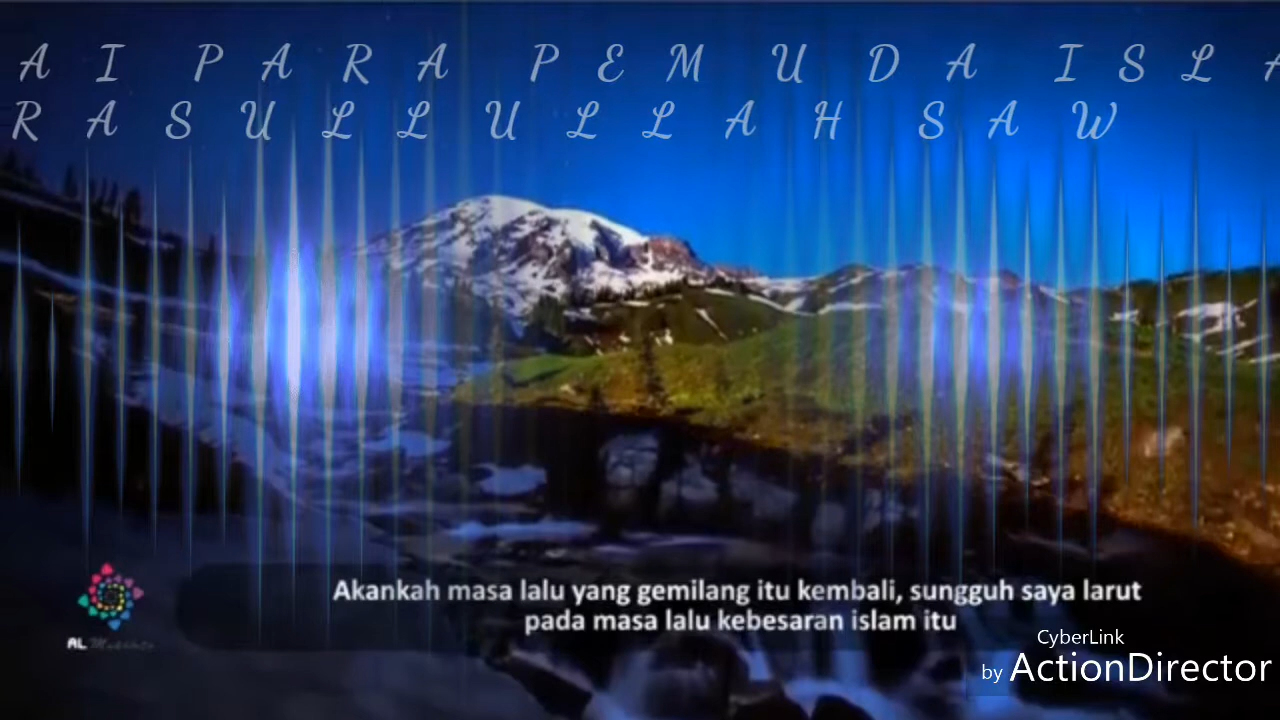 A I P A R A P E M U D A I S L A
R A S U L L U L L A H S A W
Akankah masa lalu yang gemilang itu kembali, sungguh saya larut
pada masa lalu kebesaran islam itu
AL
CyberLink
by ActionDirector